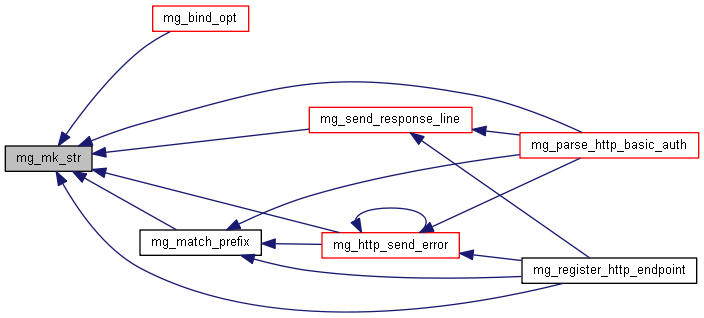 mg_bind_opt
mg_send_response_line
mg_parse_http_basic_auth
mg_mk_str
mg_match_prefix
mg_http_send_error
mg_register_http_endpoint